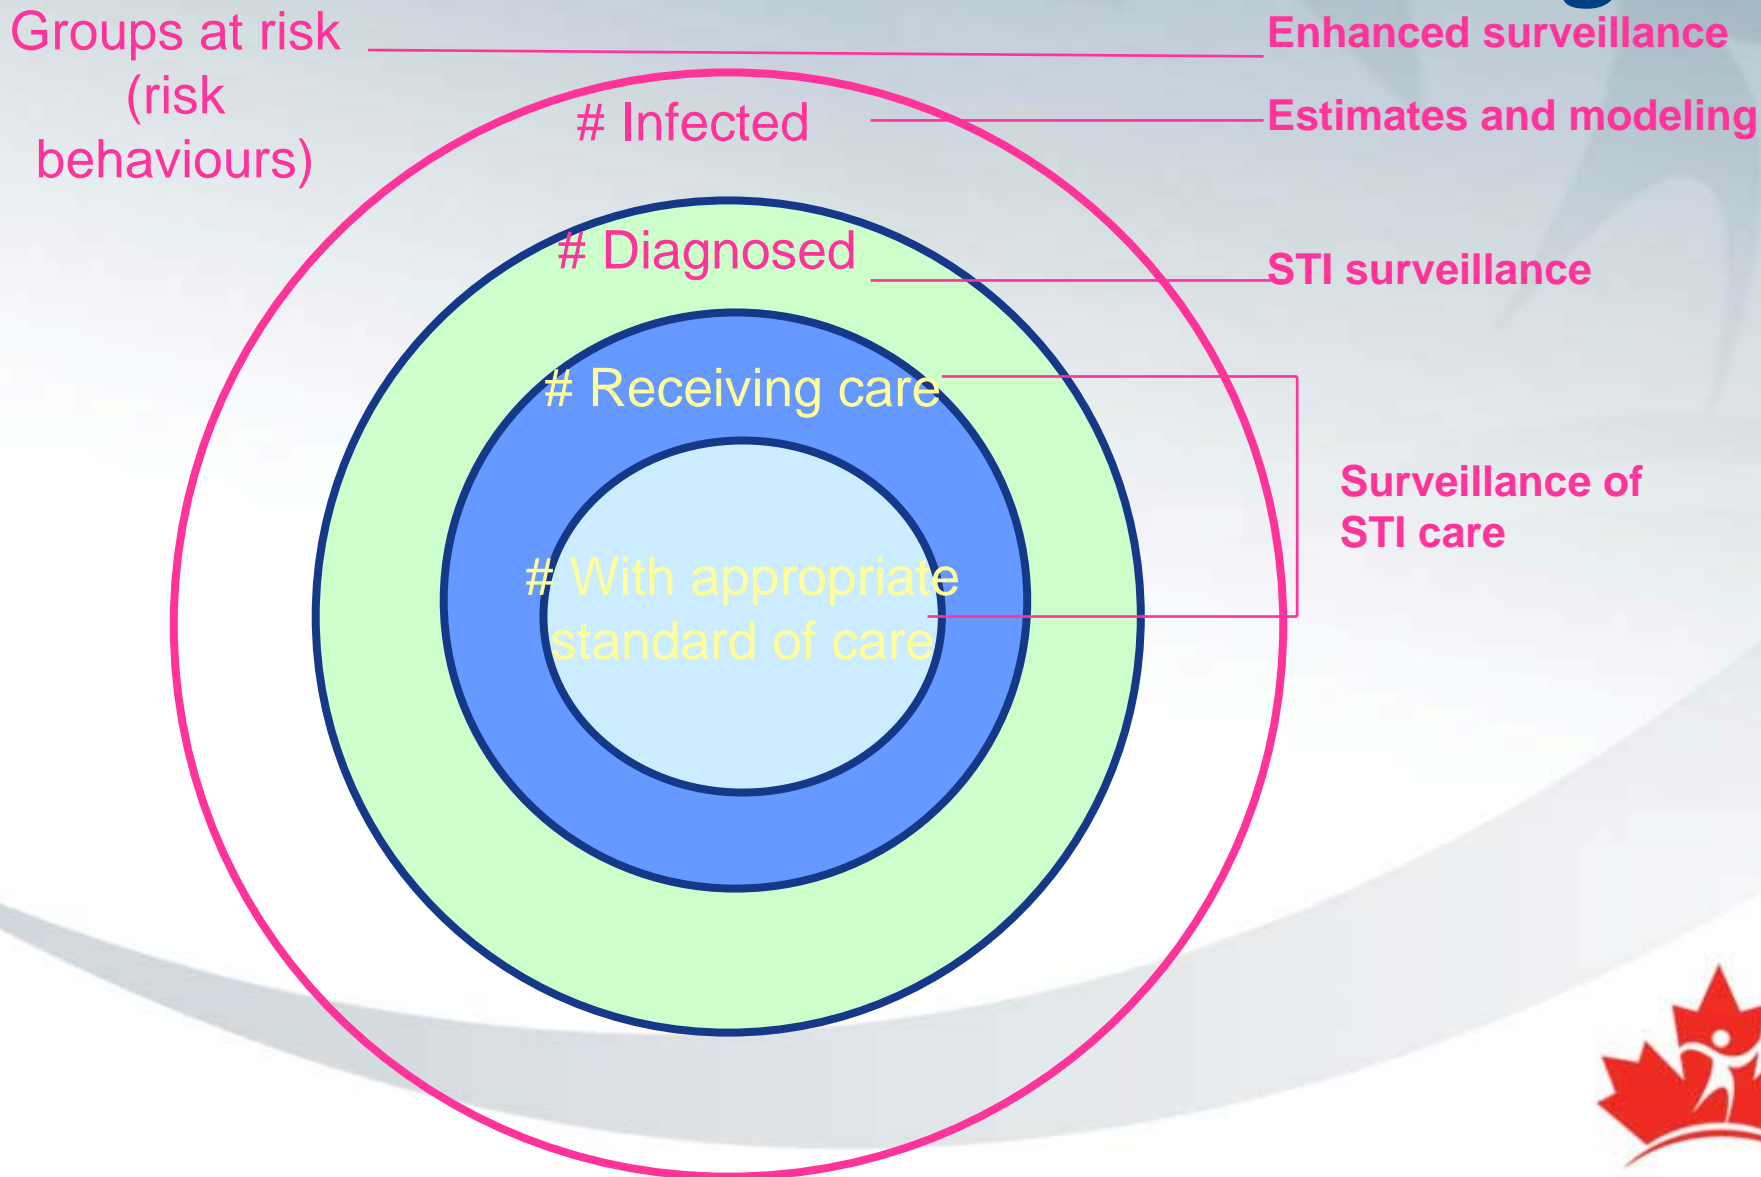 Groups at risk
(risk
behaviours)
Enhanced surveillance
# Infected
Estimates and modeling
# Diagnosed
STI surveillance
# Receiving care
Surveillance of
STI care
# With appropriate
standard of care